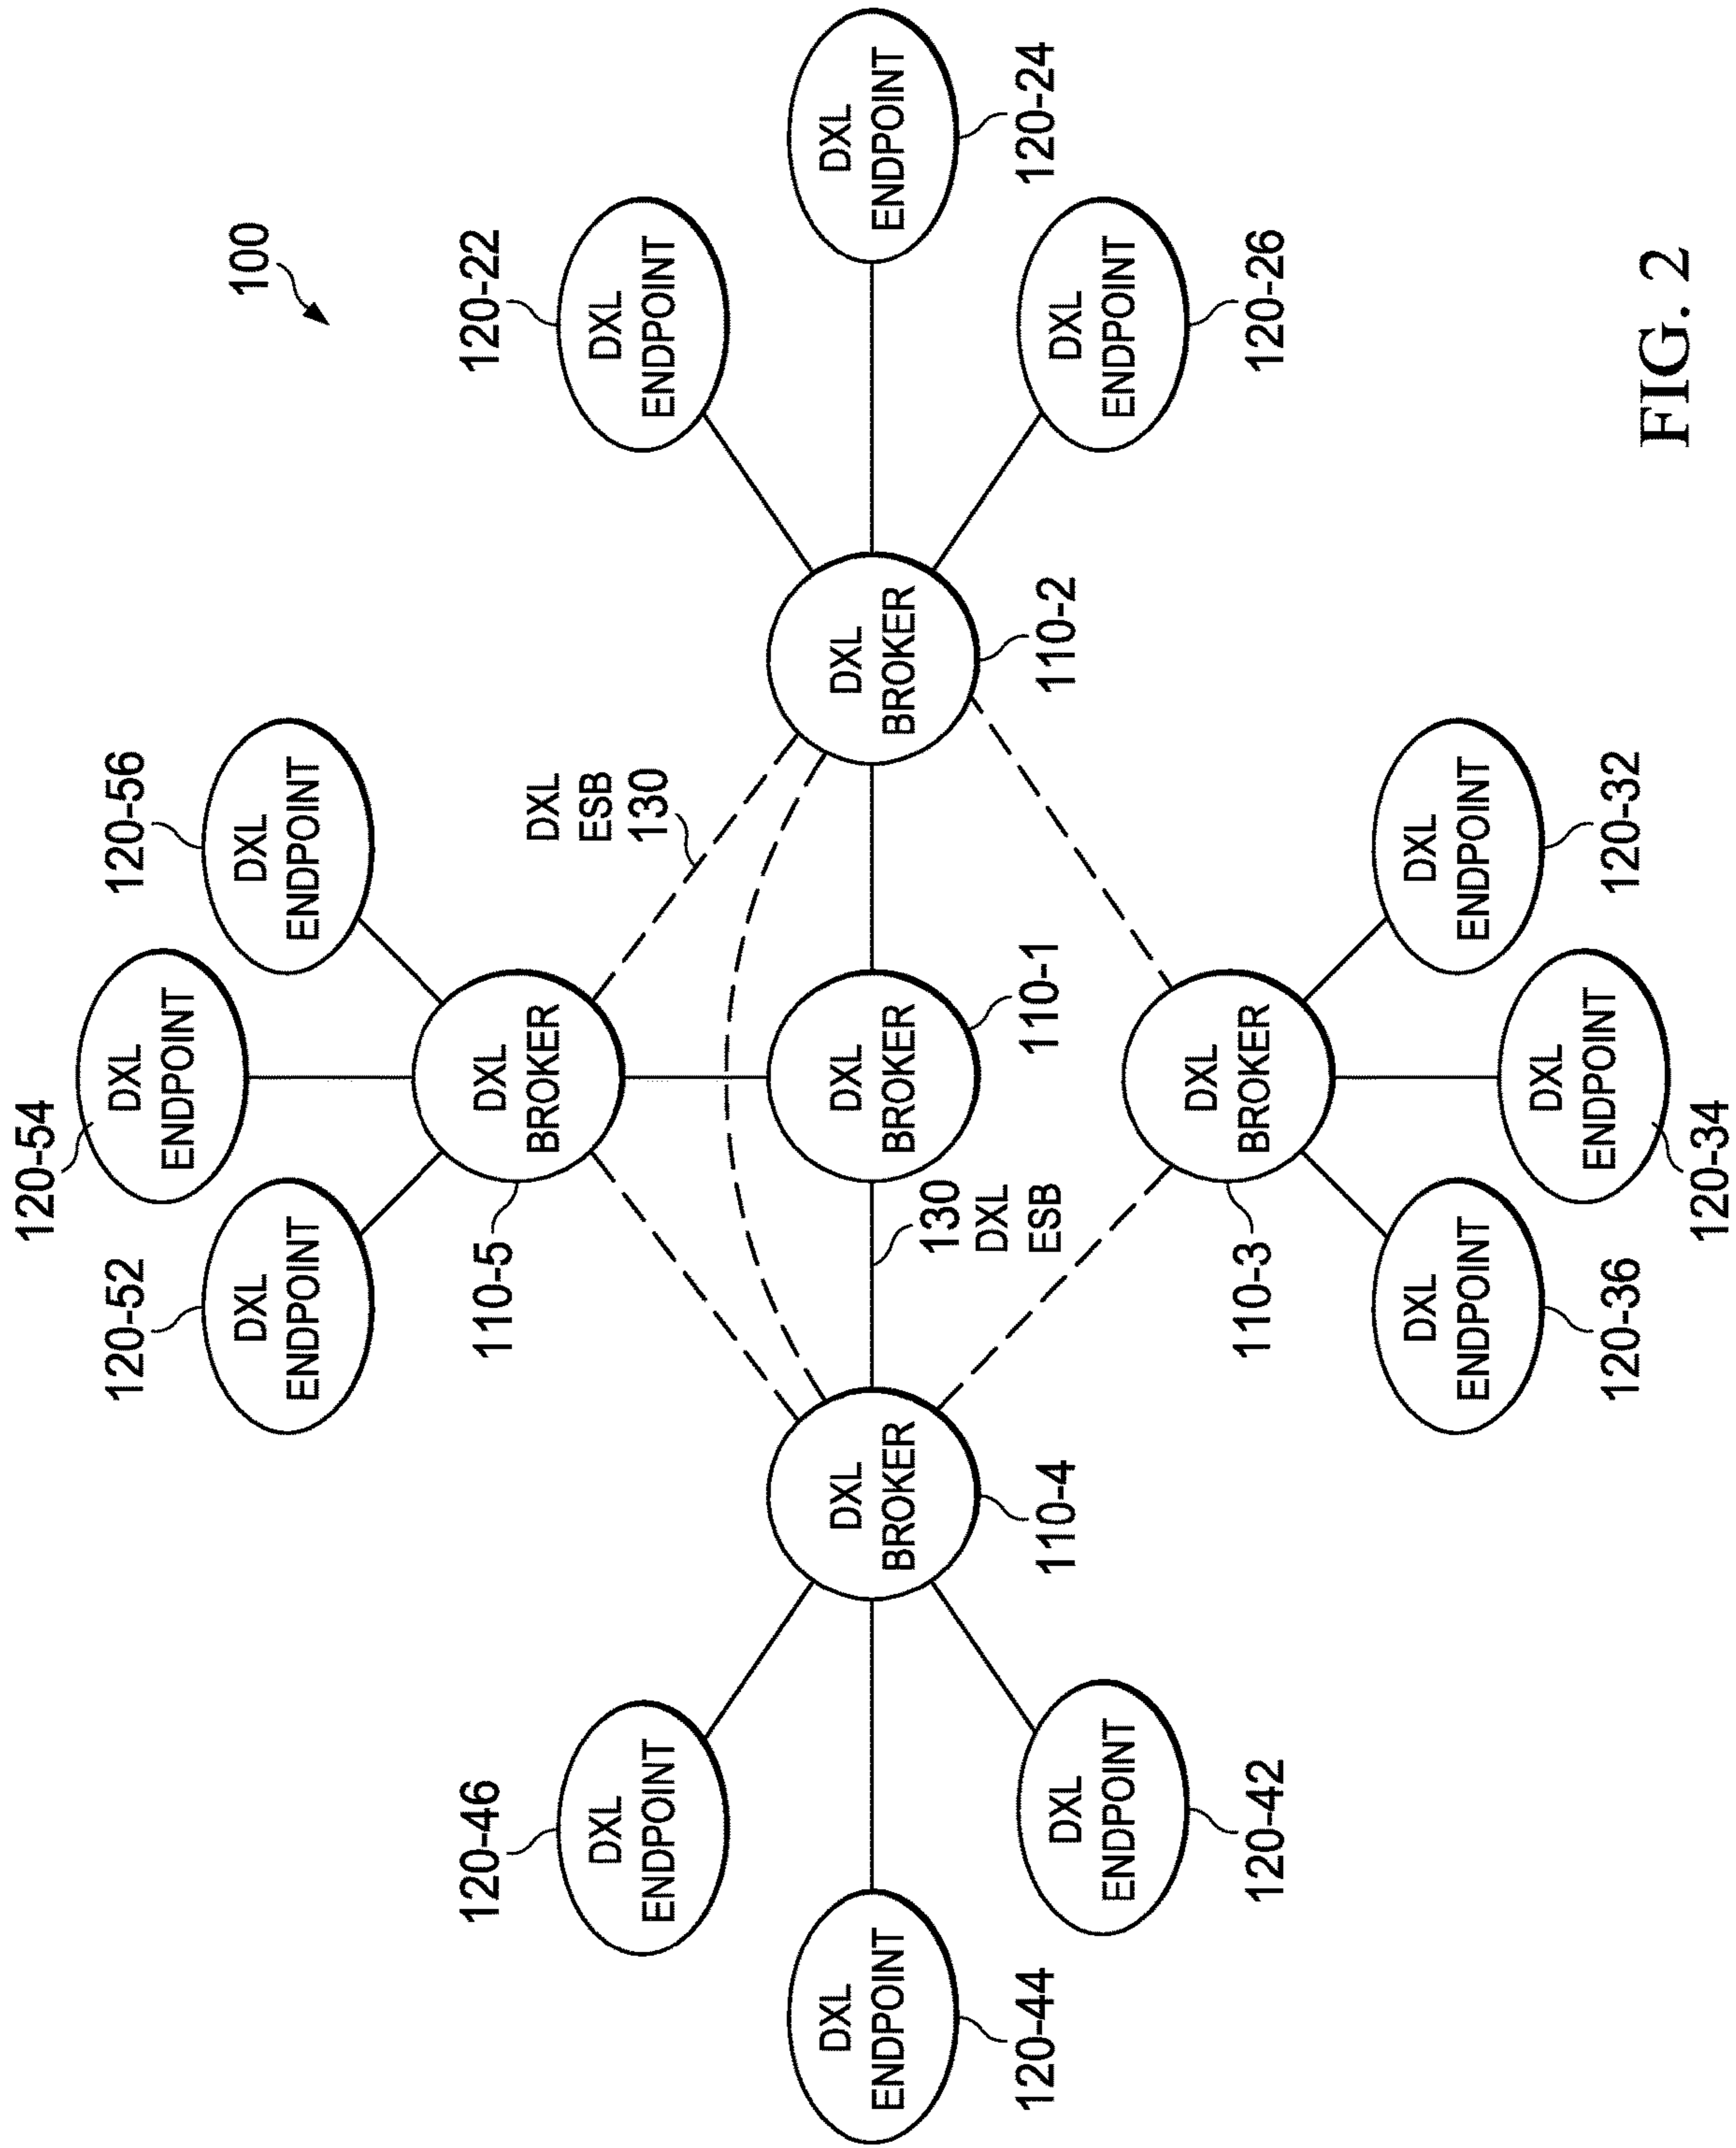 120-54
120-52
DXL
ENDPOINT
120-56
100
DXL
ENDPOINT
DXL
ENDPOINT
120-46
110-5
DXL
BROKER
120-22
DXL
ESB
130
DXL
ENDPOINT
DXL
ENDPOINT
DXL
ENDPOINT
DXL
BROKER
DXL
BROKER
DXL
BROKER
DXL
ENDPOINT
130
DXL
ESB
120-44
110-4
110-1
110-2
120-24
DXL
ENDPOINT
DXL
ENDPOINT
DXL
BROKER
120-42
110-3
120-26
DXL
ENDPOINT
DXL
ENDPOINT
DXL
ENDPOINT
120-36
120-32
120-34
FIG. 2